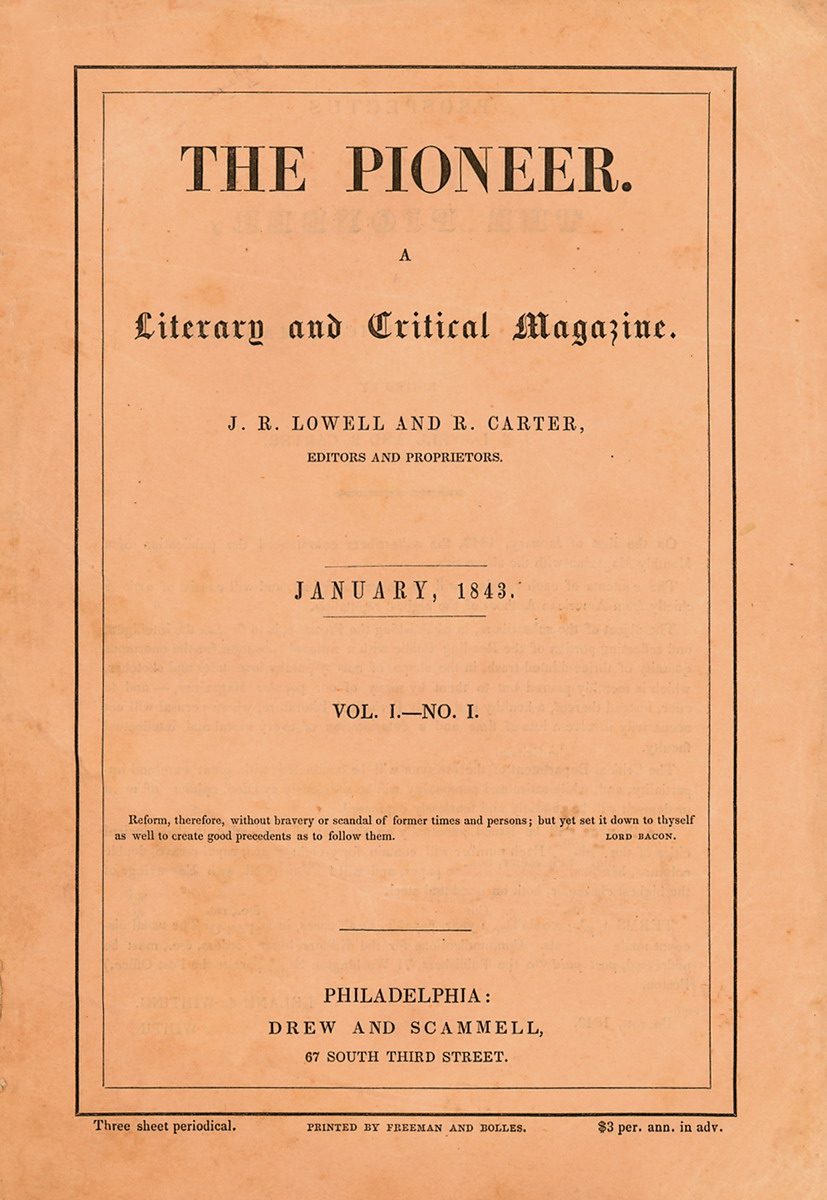 THE PIONEER.
A
Literary and Critical Magazine.
J. R. LOWELL AND R. CARTER,
EDITORS AND PROPRIETORS.
JANUARY, 1843.
VOL. I.—NO. I.
Reform, therefore, without bravery or scandal of former times and persons; but yet set it down to thyself
as well to create good precedents as to follow them. LORD BACON.
PHILADELPHIA:
DREW AND SCAMMELL,
67 SOUTH THIRD STREET.
Three sheet periodical. PRINTED BY FREEMAN AND BOLLES. $3 per. ann. in adv.